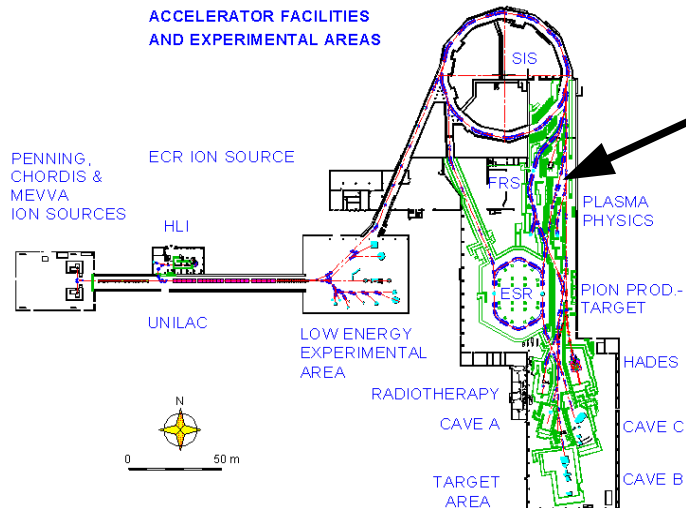 ACCELERATOR FACILITIES
AND EXPERIMENTAL AREAS
SIS
PENNING,
CHORDIS &
MEVVA
ION SOURCES
ECR ION SOURCE
HLI
FRS
PLASMA
PHYSICS
ESR
PION PROD.-
TARGET
UNILAC
LOW ENERGY
EXPERIMENTAL
AREA
HADES
RADIOTHERAPY
CAVE A
CAVE C
N
0 50 m
TARGET
AREA
CAVE B